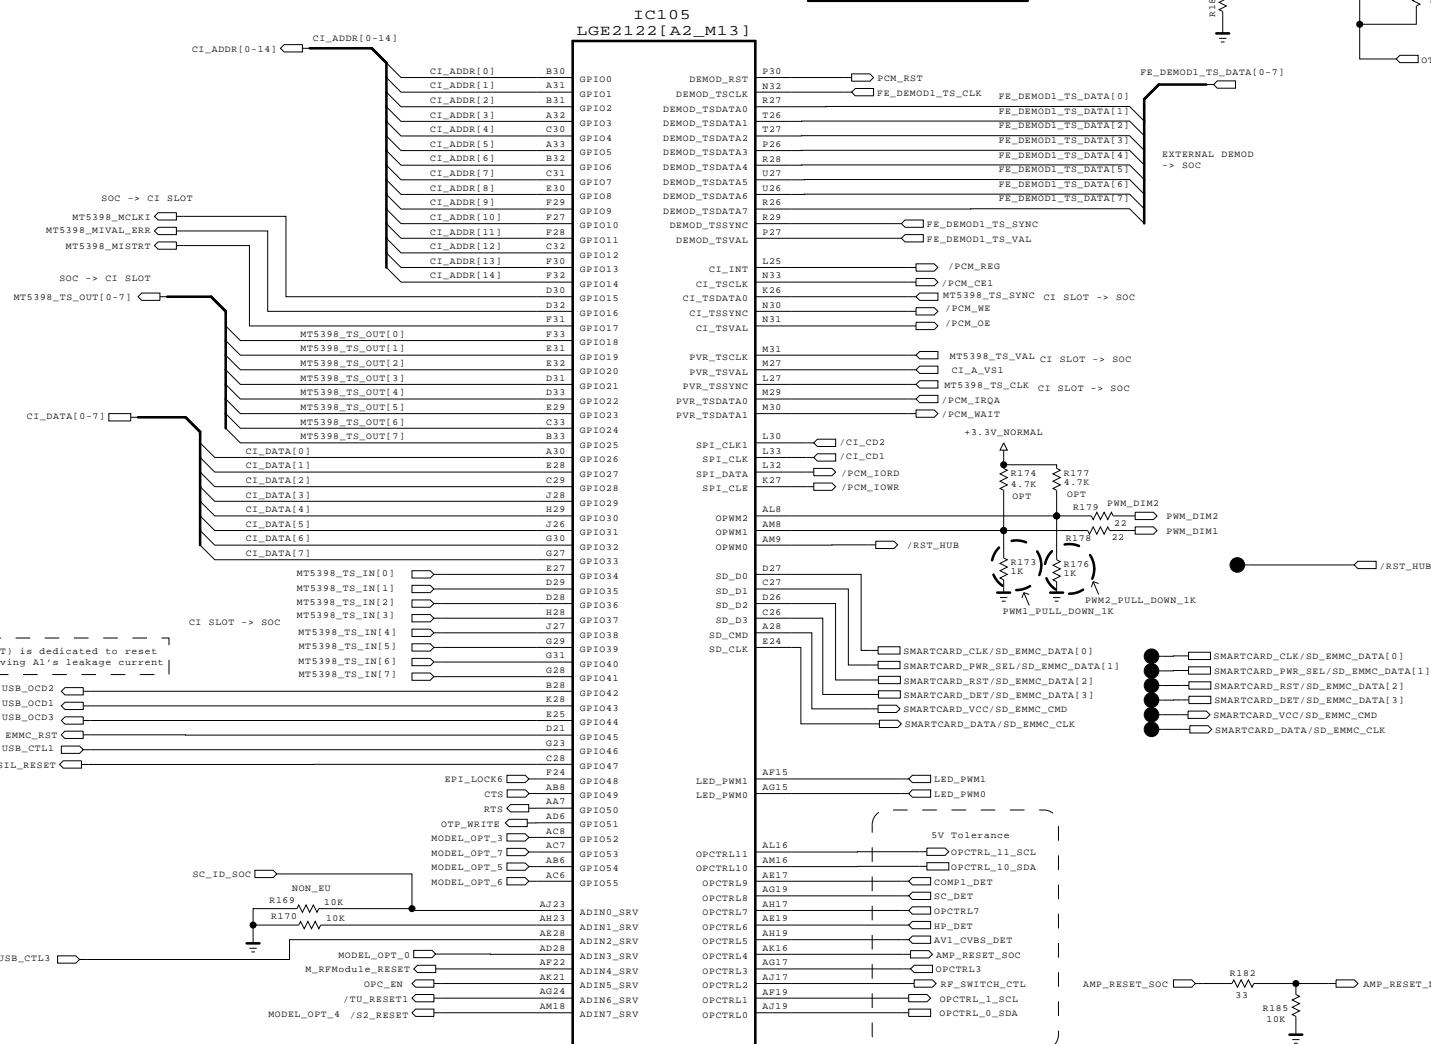 IC105
LGE2122[A2_M13]
CI_ADDR[0-14]
CI_ADDR[0-14]
CI_ADDR[0] B30 GPIO0
CI_ADDR[1] A31 GPIO1
CI_ADDR[2] B31 GPIO2
CI_ADDR[3] A32 GPIO3
CI_ADDR[4] C30 GPIO4
CI_ADDR[5] A33 GPIO5
CI_ADDR[6] B32 GPIO6
CI_ADDR[7] C31 GPIO7
CI_ADDR[8] E30 GPIO8
CI_ADDR[9] F29 GPIO9
CI_ADDR[10] F27 GPIO10
CI_ADDR[11] F28 GPIO11
CI_ADDR[12] C32 GPIO12
CI_ADDR[13] F30 GPIO13
CI_ADDR[14] F32 GPIO14
SOC -> CI SLOT
MT5398_MCLKI D30 GPIO15
MT5398_MIVAL_ERR D32 GPIO16
MT5398_MISTRT F31 GPIO17
SOC -> CI SLOT
MT5398_TS_OUT[0-7]
MT5398_TS_OUT[0] F33 GPIO18
MT5398_TS_OUT[1] E31 GPIO19
MT5398_TS_OUT[2] E32 GPIO20
MT5398_TS_OUT[3] D31 GPIO21
MT5398_TS_OUT[4] D33 GPIO22
MT5398_TS_OUT[5] E29 GPIO23
MT5398_TS_OUT[6] C33 GPIO24
MT5398_TS_OUT[7] B33 GPIO25
CI_DATA[0-7]
CI_DATA[0] A30 GPIO26
CI_DATA[1] E28 GPIO27
CI_DATA[2] C29 GPIO28
CI_DATA[3] J28 GPIO29
CI_DATA[4] H29 GPIO30
CI_DATA[5] J26 GPIO31
CI_DATA[6] G30 GPIO32
CI_DATA[7] G27 GPIO33
MT5398_TS_IN[0] E27 GPIO34
MT5398_TS_IN[1] D29 GPIO35
MT5398_TS_IN[2] D28 GPIO36
MT5398_TS_IN[3] H28 GPIO37
CI SLOT -> SOC
MT5398_TS_IN[4] J27 GPIO38
MT5398_TS_IN[5] G29 GPIO39
MT5398_TS_IN[6] G31 GPIO40
MT5398_TS_IN[7] G28 GPIO41
T) is dedicated to reset
ving A1's leakage current
USB_OCD2 B28 GPIO42
USB_OCD1 K28 GPIO43
USB_OCD3 E25 GPIO44
EMMC_RST D21 GPIO45
USB_CTL1 G23 GPIO46
SIL_RESET C28 GPIO47
EPI_LOCK6 F24 GPIO48
CTS AB8 GPIO49
RTS AA7 GPIO50
OTP_WRITE AD6 GPIO51
MODEL_OPT_3 AC8 GPIO52
MODEL_OPT_7 AC7 GPIO53
MODEL_OPT_5 AB6 GPIO54
MODEL_OPT_6 AC6 GPIO55
SC_ID_SOC
NON_EU
R169 10K AJ23 ADIN0_SRV
R170 10K AH23 ADIN1_SRV
USB_CTL3 AE28 ADIN2_SRV
MODEL_OPT_0 AD28 ADIN3_SRV
M_RFModule_RESET AF22 ADIN4_SRV
OPC_EN AK21 ADIN5_SRV
/TU_RESET1 AG24 ADIN6_SRV
MODEL_OPT_4 /S2_RESET AM18 ADIN7_SRV
DEMOD_RST P30 PCM_RST
DEMOD_TSCLK N32 FE_DEMOD1_TS_CLK
FE_DEMOD1_TS_DATA[0-7]
DEMOD_TSDATA0 R27 FE_DEMOD1_TS_DATA[0]
DEMOD_TSDATA1 T26 FE_DEMOD1_TS_DATA[1]
DEMOD_TSDATA2 T27 FE_DEMOD1_TS_DATA[2]
DEMOD_TSDATA3 P26 FE_DEMOD1_TS_DATA[3]
DEMOD_TSDATA4 R28 FE_DEMOD1_TS_DATA[4]
DEMOD_TSDATA5 U27 FE_DEMOD1_TS_DATA[5]
DEMOD_TSDATA6 U26 FE_DEMOD1_TS_DATA[6]
DEMOD_TSDATA7 R26 FE_DEMOD1_TS_DATA[7]
EXTERNAL DEMOD
-> SOC
DEMOD_TSSYNC R29 FE_DEMOD1_TS_SYNC
DEMOD_TSVAL P27 FE_DEMOD1_TS_VAL
CI_INT L25 /PCM_REG
CI_TSCLK N33 /PCM_CE1
CI_TSDATA0 K26 MT5398_TS_SYNC CI SLOT -> SOC
CI_TSSYNC N30 /PCM_WE
CI_TSVAL N31 /PCM_OE
PVR_TSCLK M31 MT5398_TS_VAL CI SLOT -> SOC
PVR_TSVAL M27 CI_A_VS1
PVR_TSSYNC L27 MT5398_TS_CLK CI SLOT -> SOC
PVR_TSDATA0 M29 /PCM_IRQA
PVR_TSDATA1 M30 /PCM_WAIT
SPI_CLK1 L30 /CI_CD2
SPI_CLK L33 /CI_CD1
SPI_DATA L32 /PCM_IORD
SPI_CLE K27 /PCM_IOWR
+3.3V_NORMAL
R174 4.7K OPT
R177 4.7K OPT
OPWM2 AL8 R179 22 PWM_DIM2 PWM_DIM2
OPWM1 AM8 R178 22 PWM_DIM1
OPWM0 AM9 /RST_HUB
R173 1K
R176 1K
PWM1_PULL_DOWN_1K
PWM2_PULL_DOWN_1K
/RST_HUB
SD_D0 D27 SMARTCARD_CLK/SD_EMMC_DATA[0]
SD_D1 C27 SMARTCARD_PWR_SEL/SD_EMMC_DATA[1]
SD_D2 D26 SMARTCARD_RST/SD_EMMC_DATA[2]
SD_D3 C26 SMARTCARD_DET/SD_EMMC_DATA[3]
SD_CMD A28 SMARTCARD_VCC/SD_EMMC_CMD
SD_CLK E24 SMARTCARD_DATA/SD_EMMC_CLK
SMARTCARD_CLK/SD_EMMC_DATA[0]
SMARTCARD_PWR_SEL/SD_EMMC_DATA[1]
SMARTCARD_RST/SD_EMMC_DATA[2]
SMARTCARD_DET/SD_EMMC_DATA[3]
SMARTCARD_VCC/SD_EMMC_CMD
SMARTCARD_DATA/SD_EMMC_CLK
LED_PWM1 AF15 LED_PWM1
LED_PWM0 AG15 LED_PWM0
5V Tolerance
OPCTRL11 AL16 OPCTRL_11_SCL
OPCTRL10 AM16 OPCTRL_10_SDA
OPCTRL9 AE17 COMP1_DET
OPCTRL8 AG19 SC_DET
OPCTRL7 AH17 OPCTRL7
OPCTRL6 AE19 HP_DET
OPCTRL5 AH19 AV1_CVBS_DET
OPCTRL4 AK16 AMP_RESET_SOC
OPCTRL3 AG17 OPCTRL3
OPCTRL2 AJ17 RF_SWITCH_CTL
OPCTRL1 AF19 OPCTRL_1_SCL
OPCTRL0 AJ19 OPCTRL_0_SDA
AMP_RESET_SOC R182 33 AMP_RESET_
R185 10K